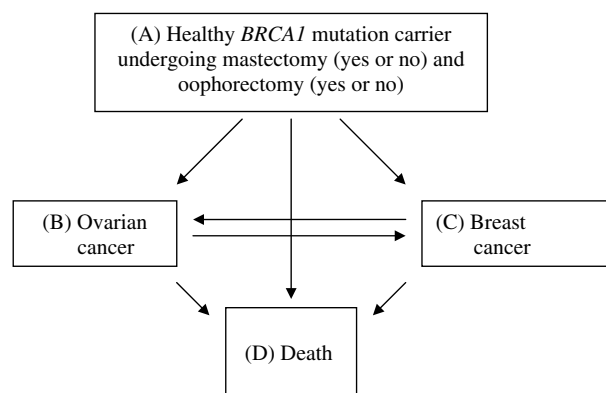 (A) Healthy BRCA1 mutation carrier
undergoing mastectomy (yes or no) and
oophorectomy (yes or no)
(B) Ovarian
cancer
(C) Breast
cancer
(D) Death